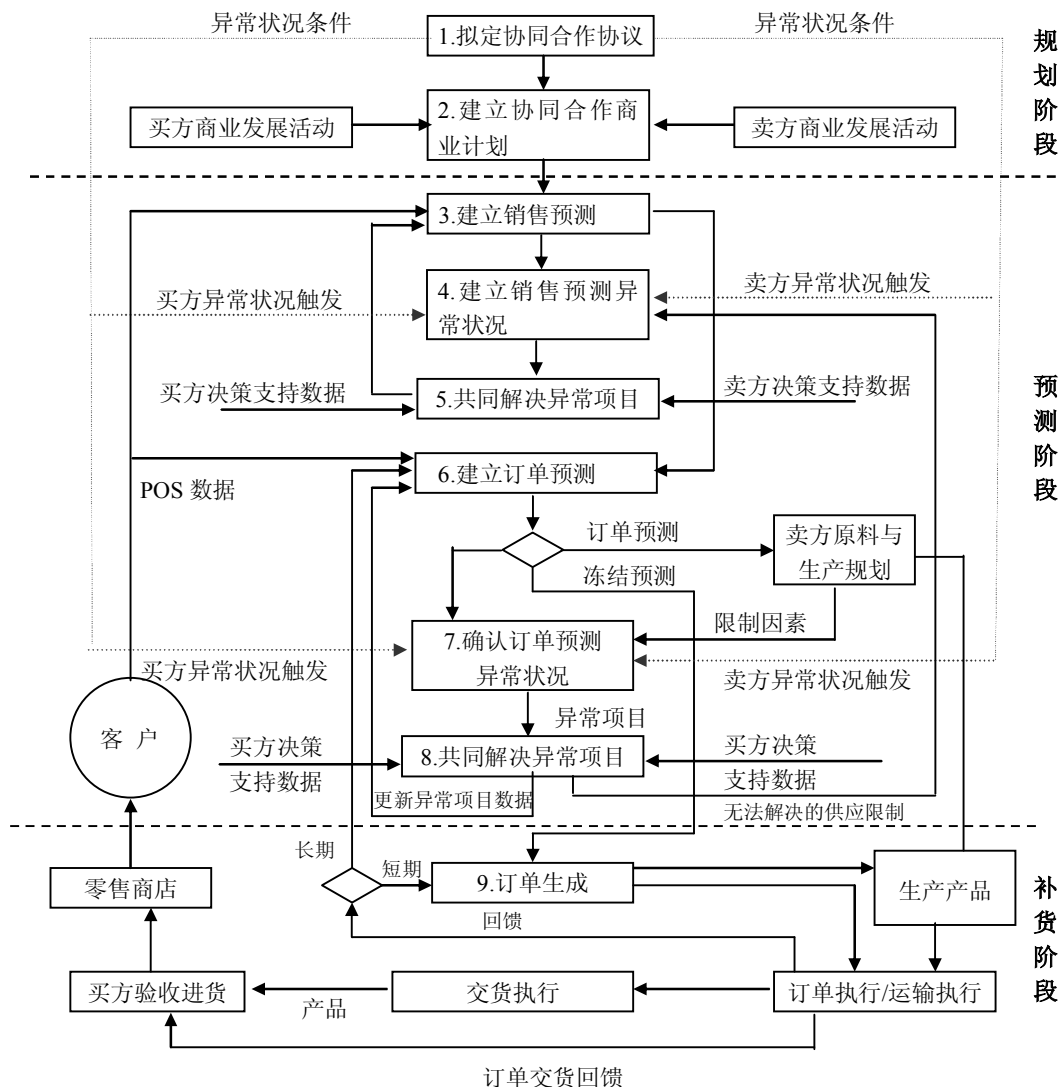 异常状况条件
异常状况条件
1.拟定协同合作协议
规划阶段
2.建立协同合作商
业计划
买方商业发展活动
卖方商业发展活动
3.建立销售预测
4.建立销售预测异
常状况
买方异常状况触发
卖方异常状况触发
买方决策支持数据
5.共同解决异常项目
卖方决策支持数据
预测阶段
6.建立订单预测
POS 数据
订单预测
卖方原料与
生产规划
冻结预测
限制因素
7.确认订单预测
异常状况
买方异常状况触发
卖方异常状况触发
异常项目
客 户
买方决策
支持数据
8.共同解决异常项目
买方决策
支持数据
更新异常项目数据
无法解决的供应限制
长期
短期
9.订单生成
生产产品
零售商店
补货阶段
回馈
买方验收进货
产品
交货执行
订单执行/运输执行
订单交货回馈